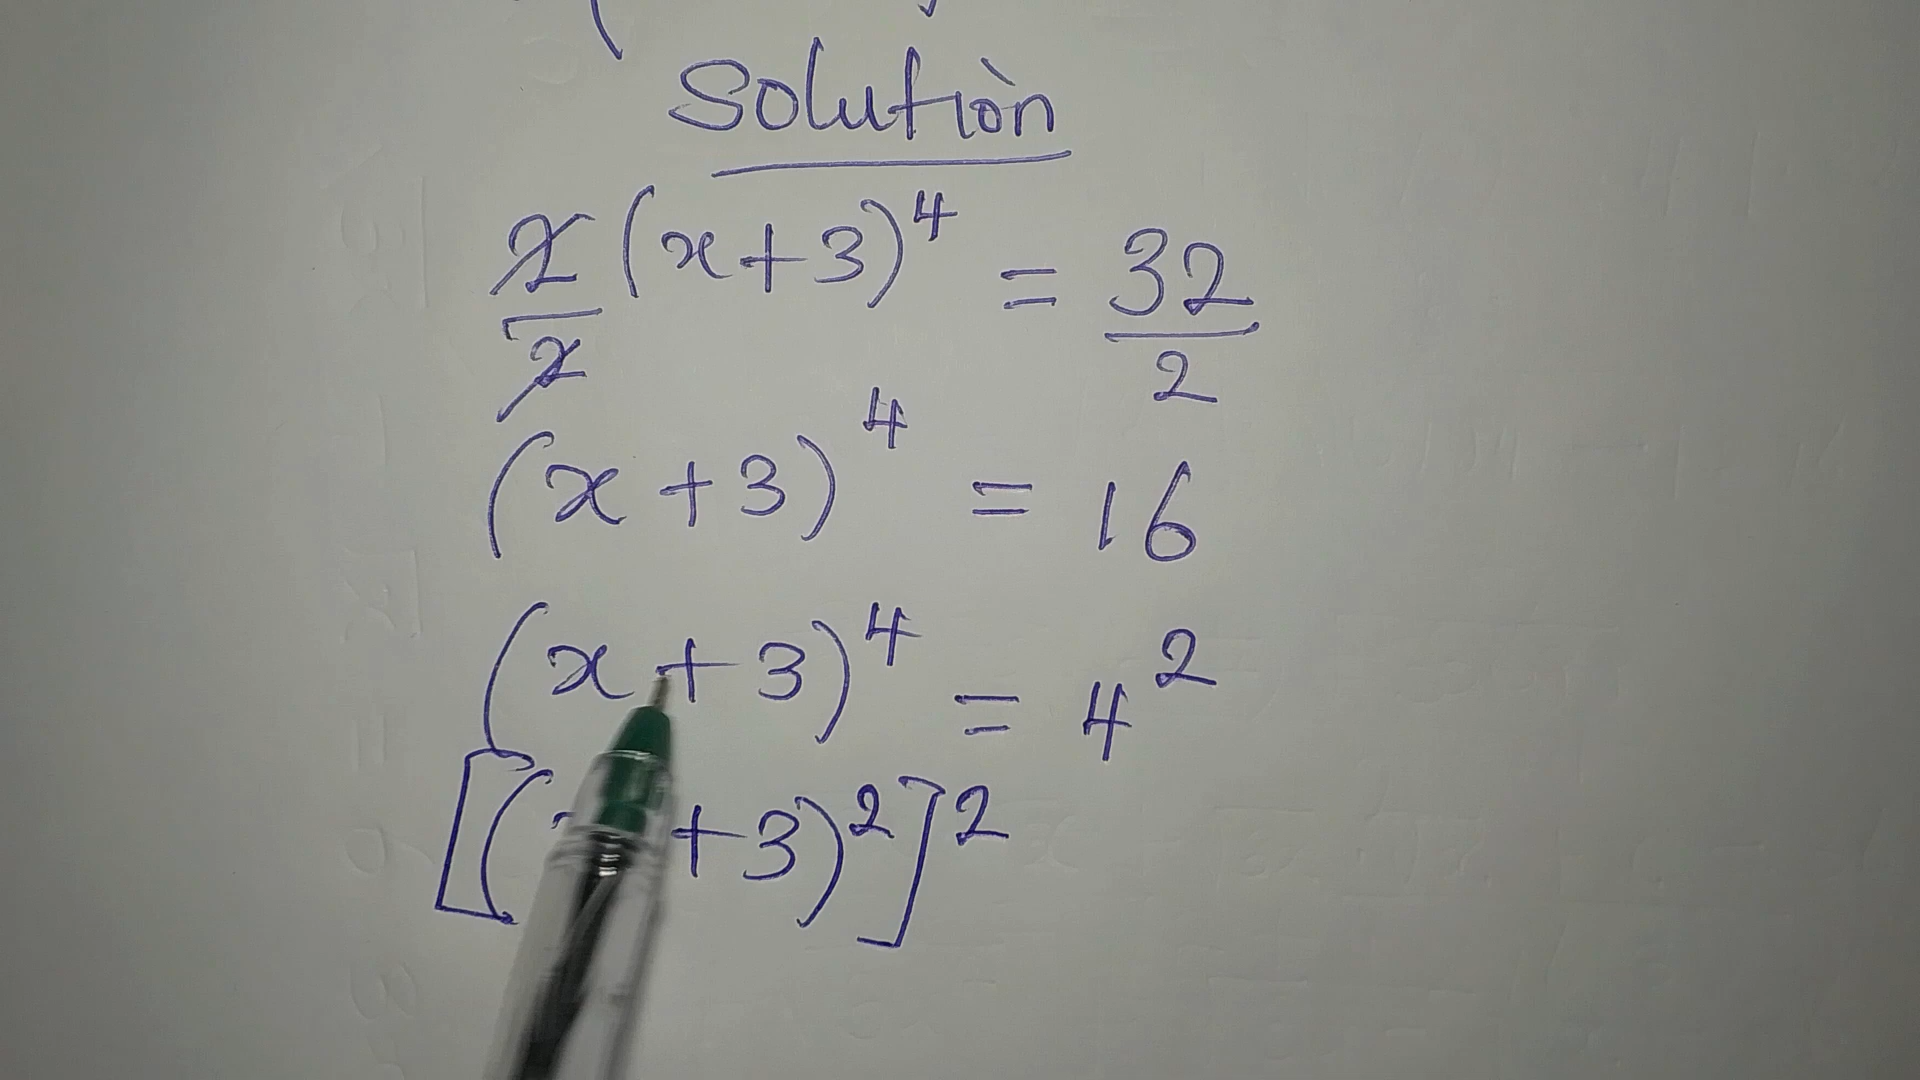 Solution
2/2 (x+3)^4 = 32/2
(x+3)^4 = 16
(x+3)^4 = 4^2
[( +3)^2]^2